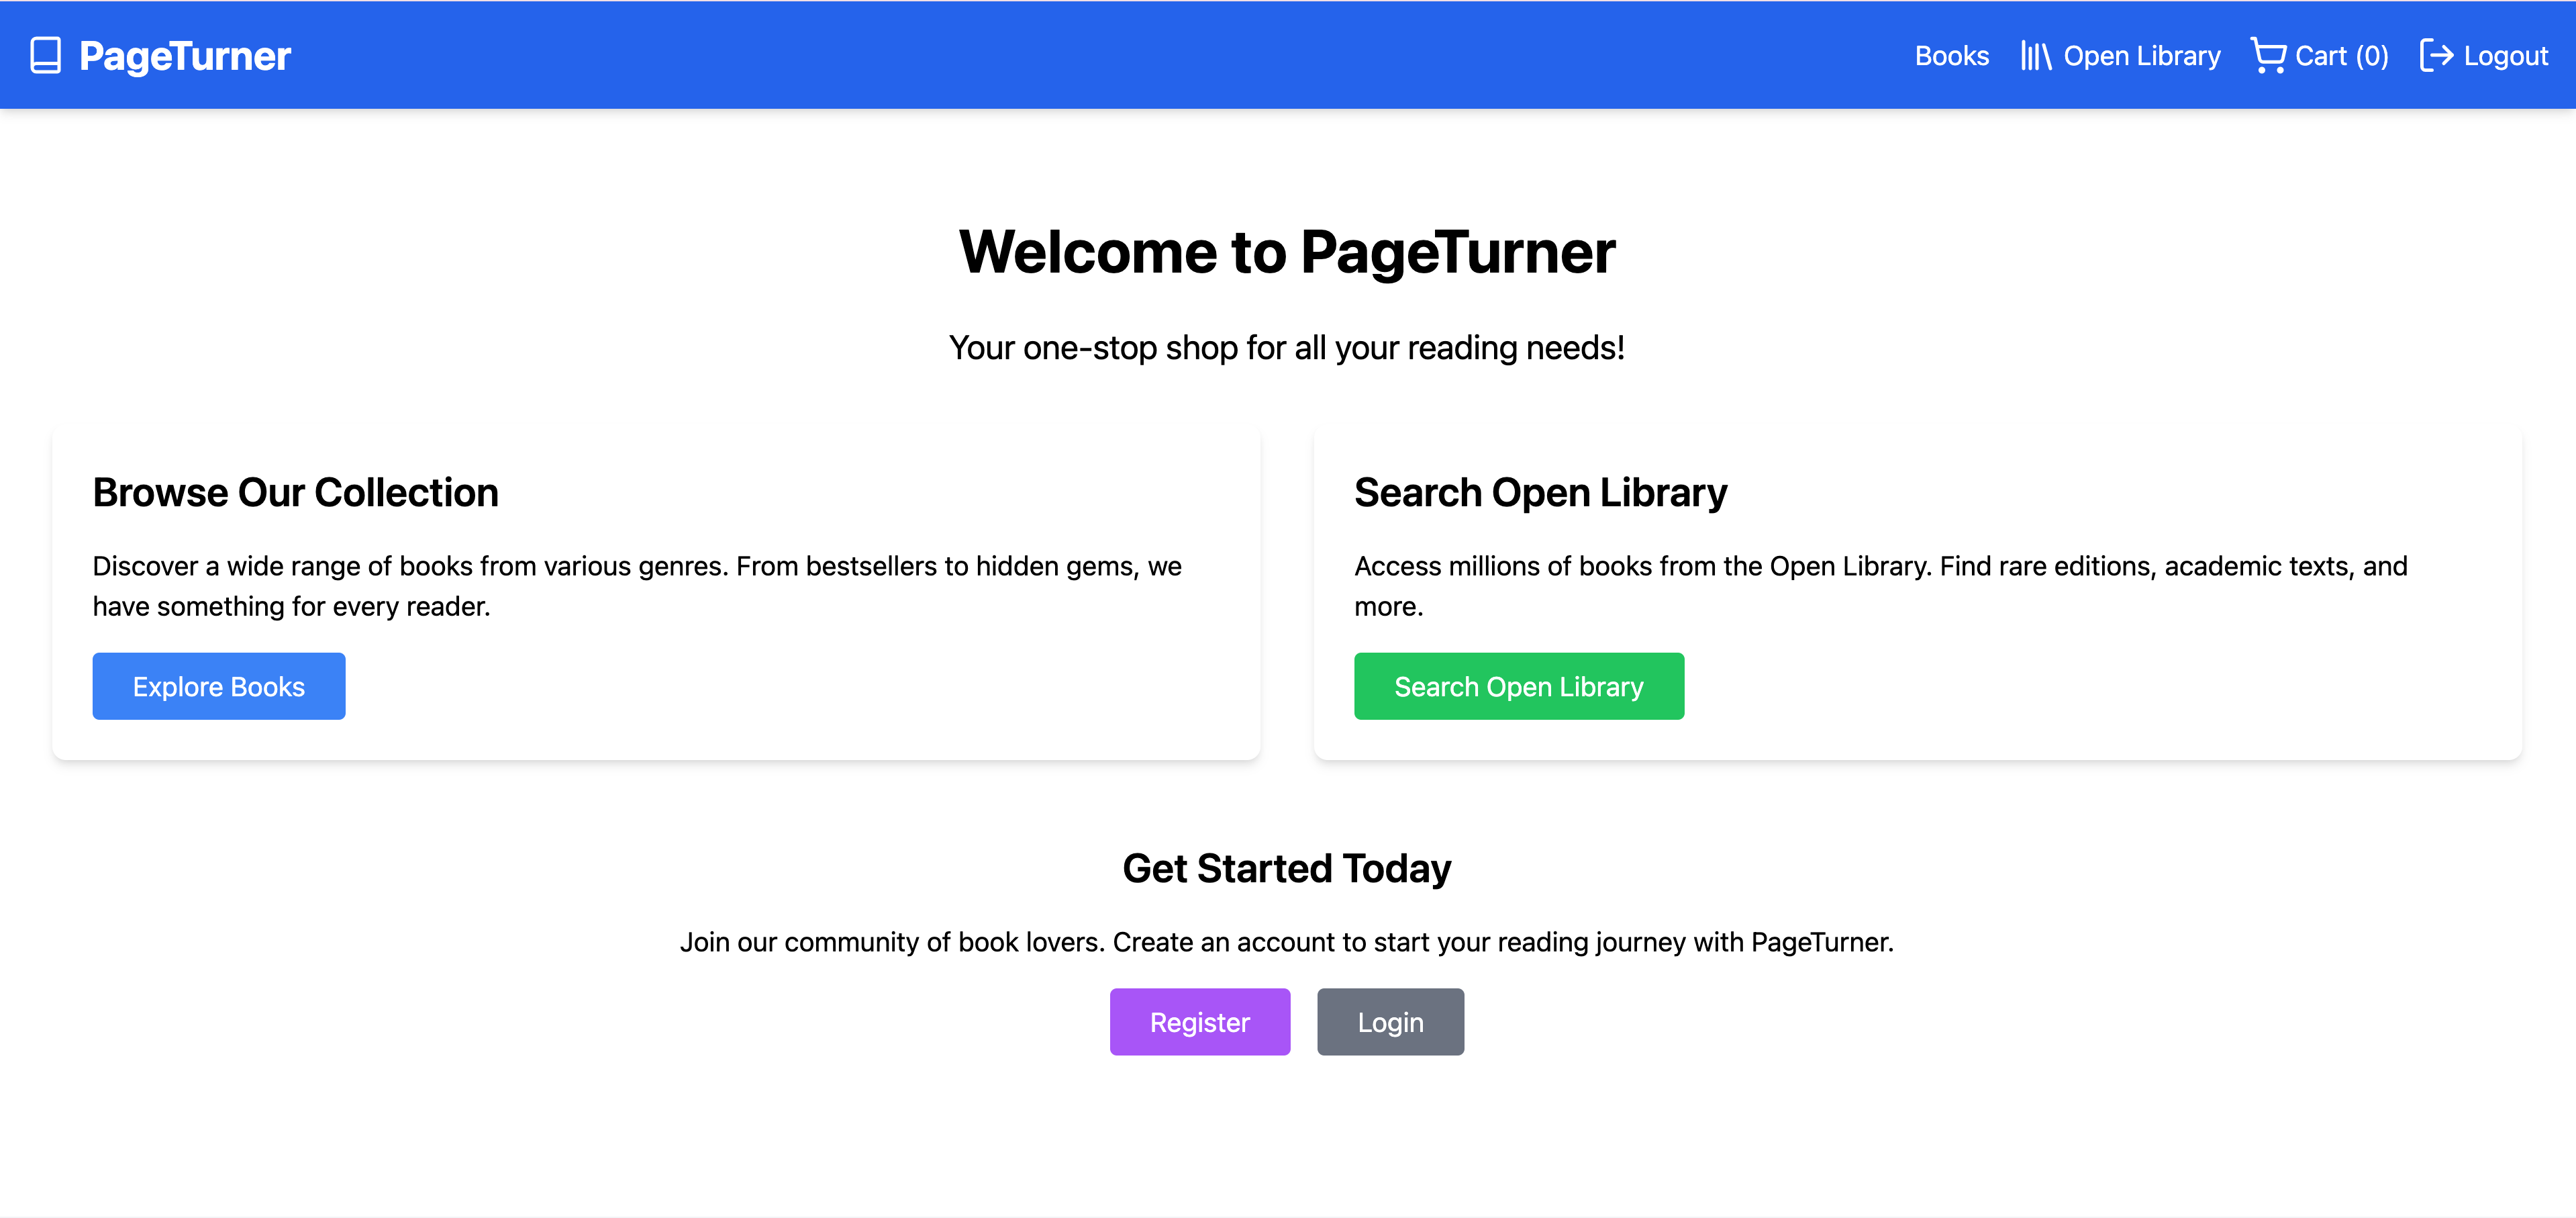 PageTurner
Books
Open Library
Cart (0)
Logout
Welcome to PageTurner
Your one-stop shop for all your reading needs!
Browse Our Collection
Discover a wide range of books from various genres. From bestsellers to hidden gems, we
have something for every reader.
Explore Books
Search Open Library
Access millions of books from the Open Library. Find rare editions, academic texts, and
more.
Search Open Library
Get Started Today
Join our community of book lovers. Create an account to start your reading journey with PageTurner.
Register
Login